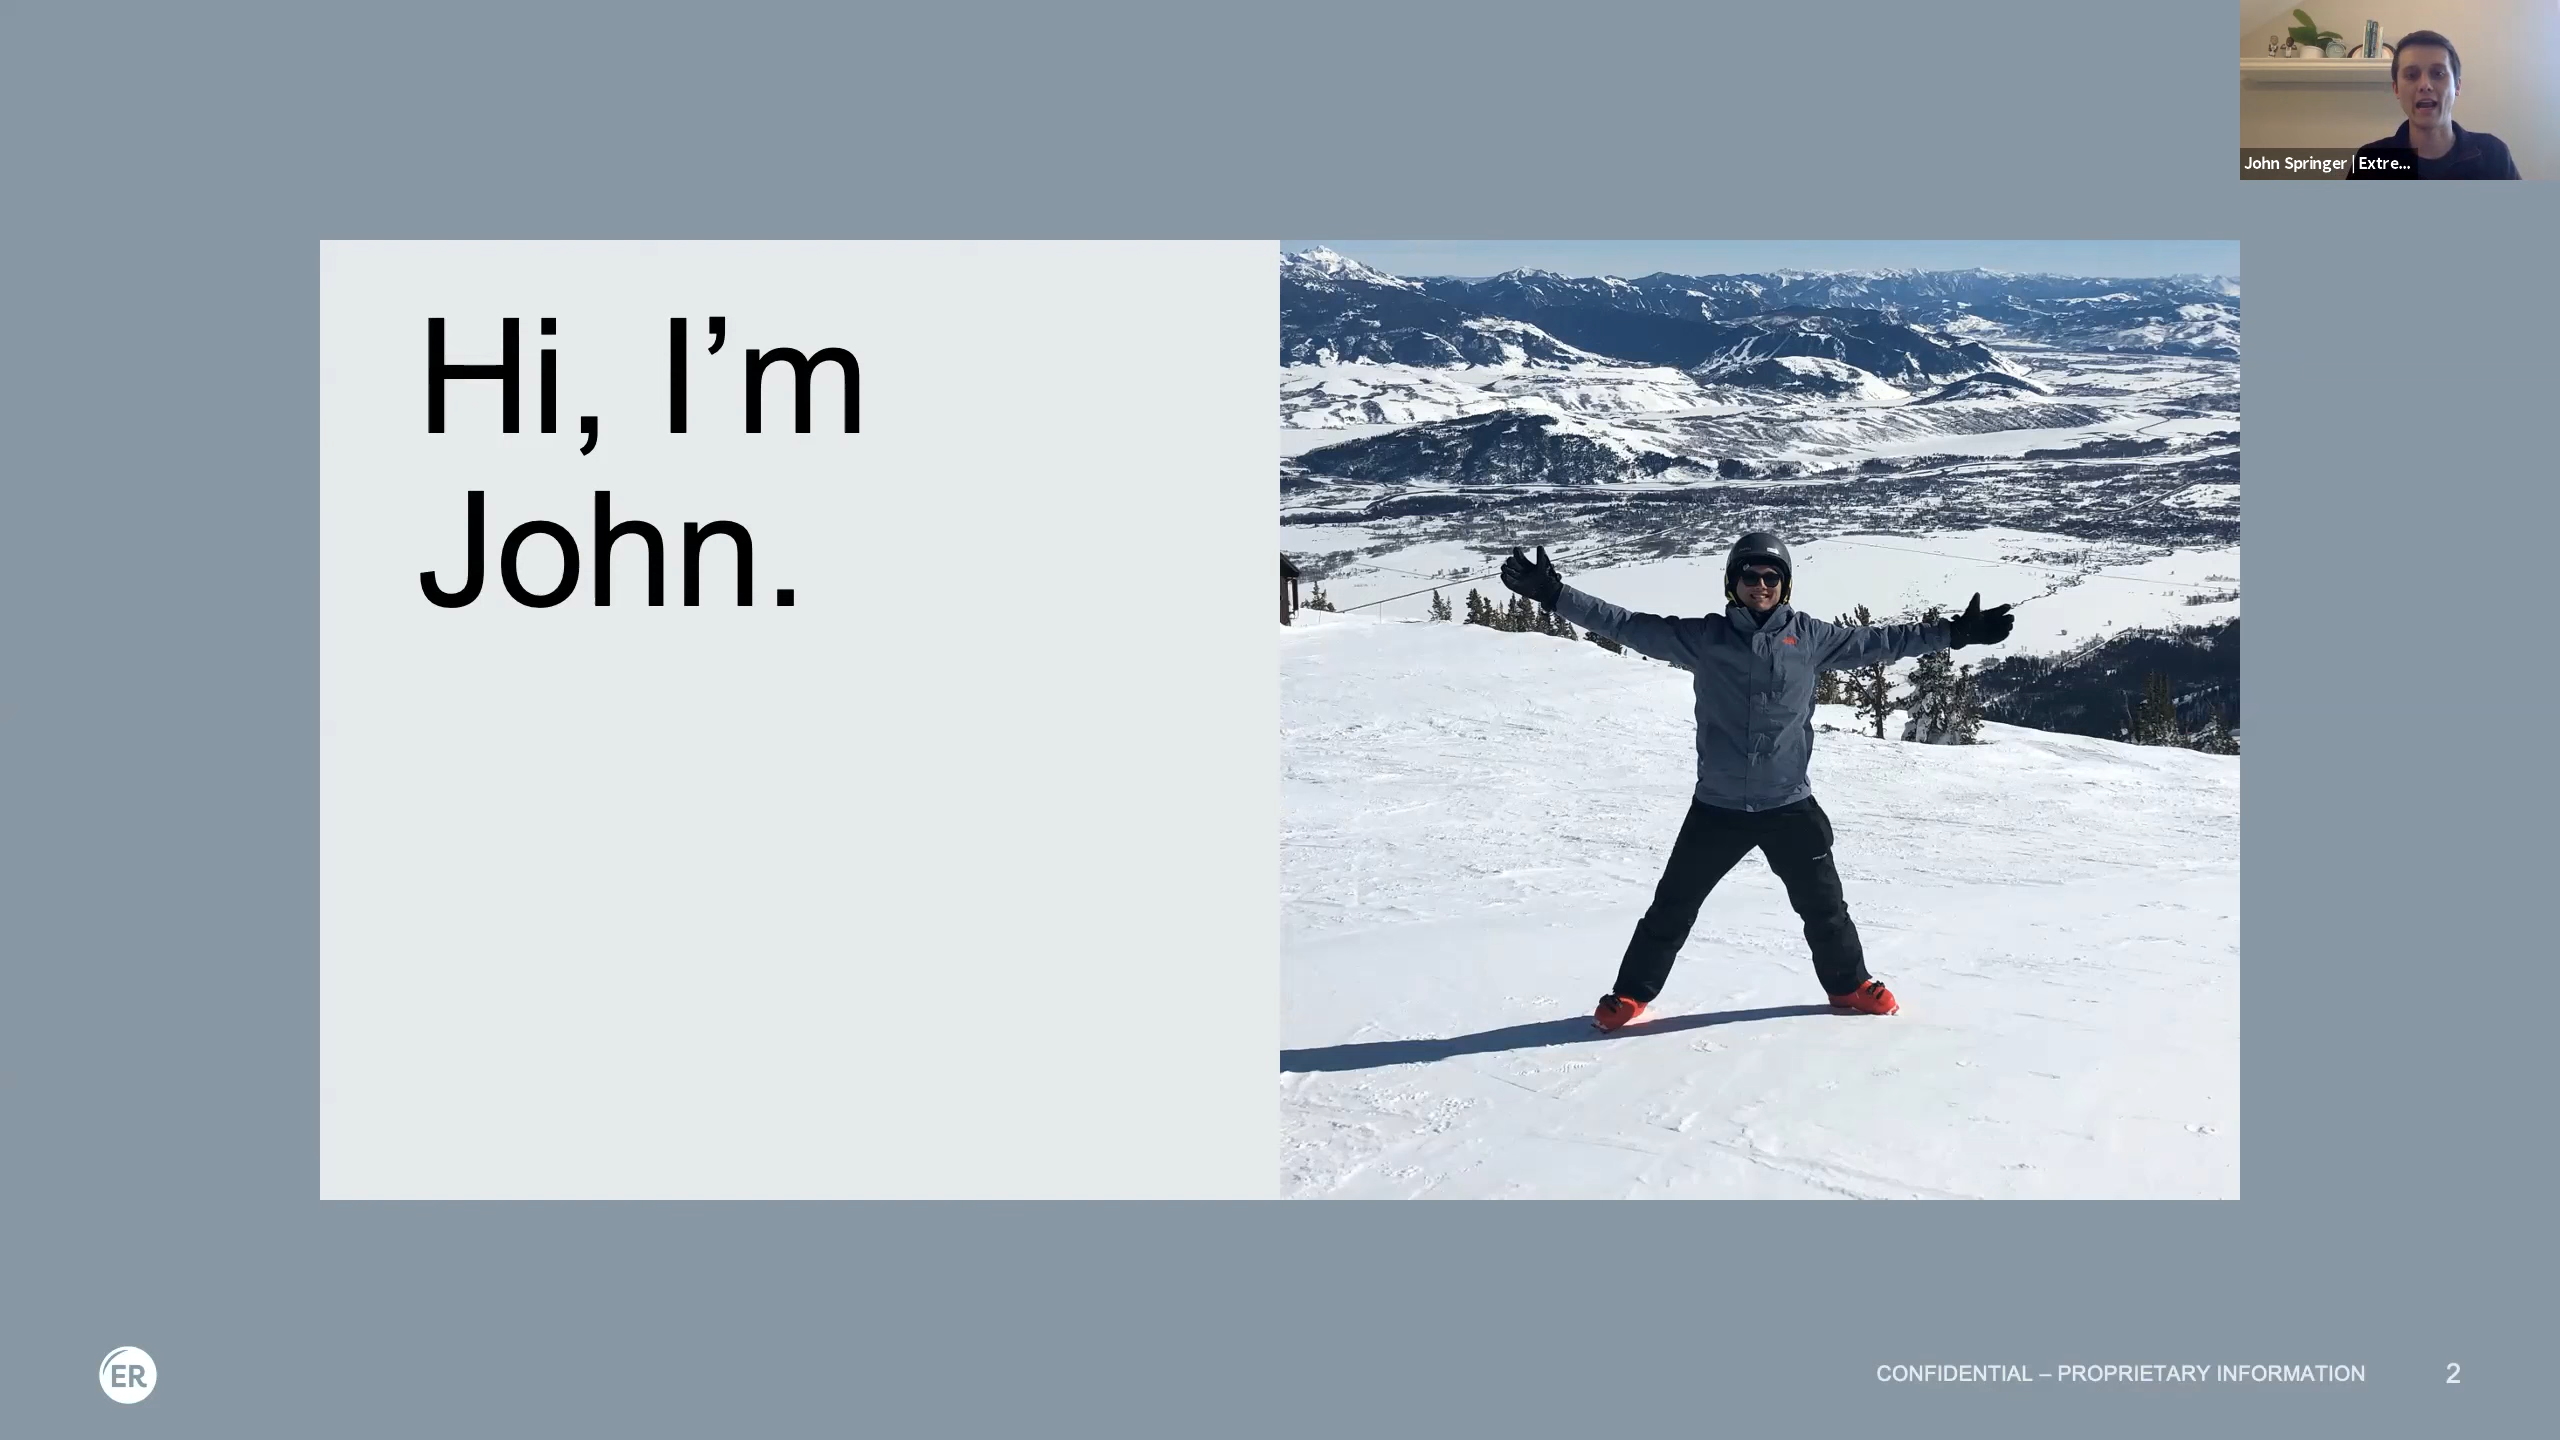 John Springer | Extre...
Hi, I’m
John.
ER
CONFIDENTIAL – PROPRIETARY INFORMATION
2